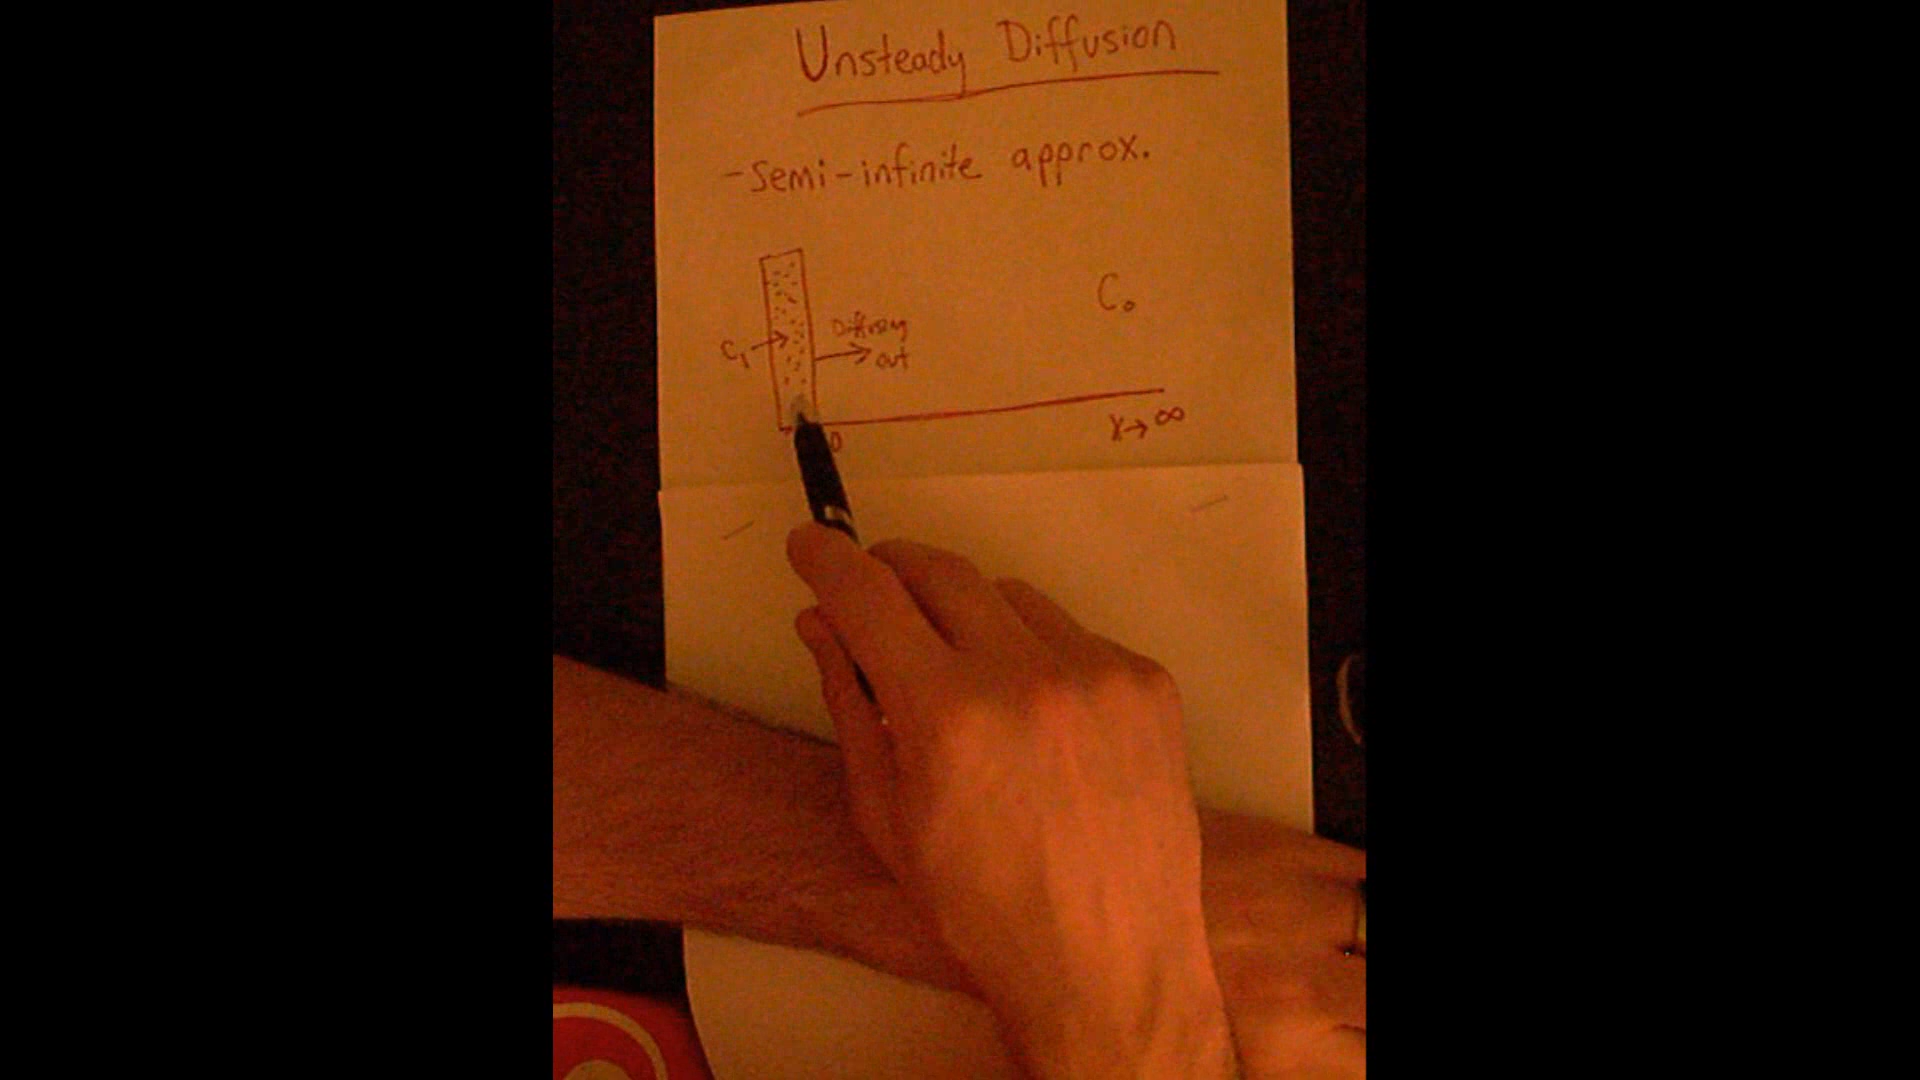 Unsteady Diffusion
- Semi-infinite approx.
C₀
Diffusing
C₁
out
0
X→∞